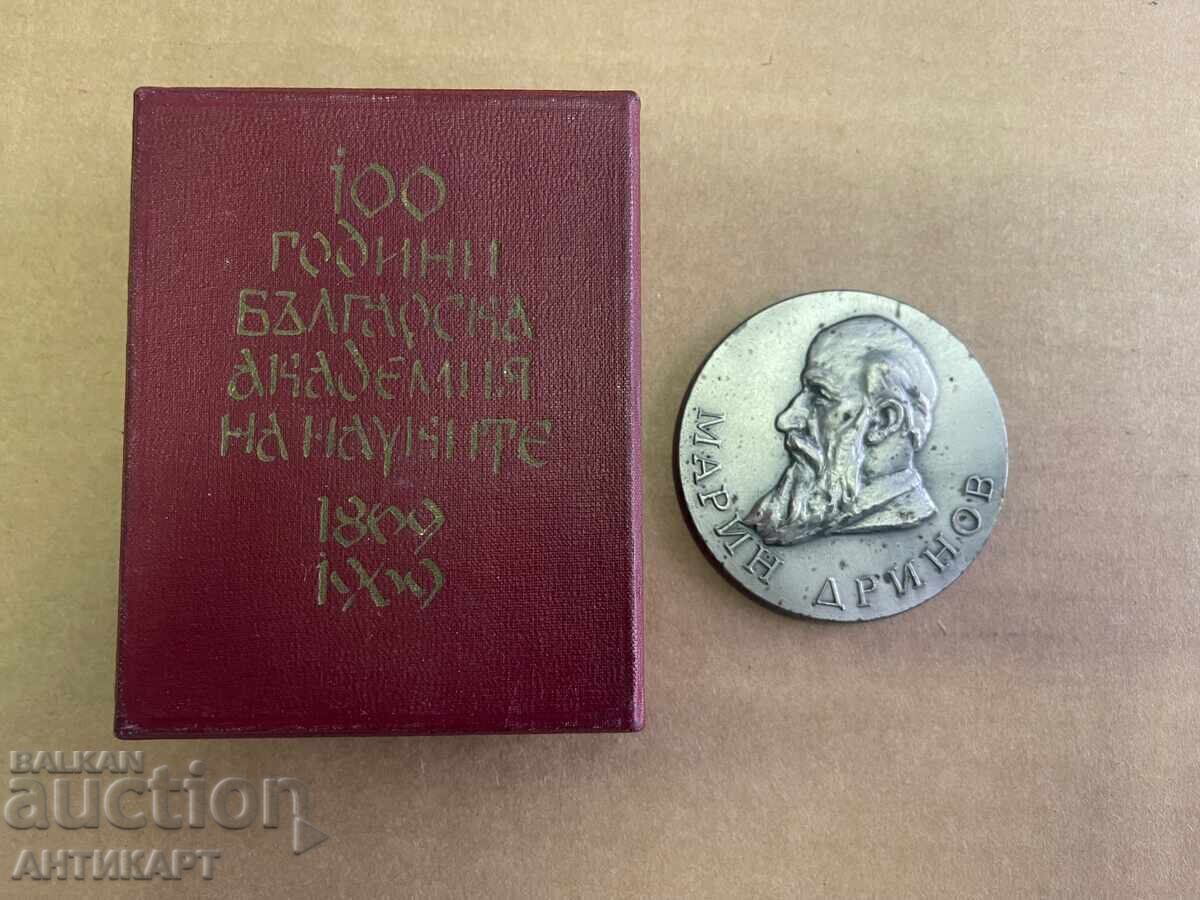 100
ГОДИНИ
БЪЛГАРСКА
АКАДЕМИЯ
НА НАУКИТЕ
1869
1969
МАРИН ДРИНОВ
BALKAN
auction
АНТИКАРТ